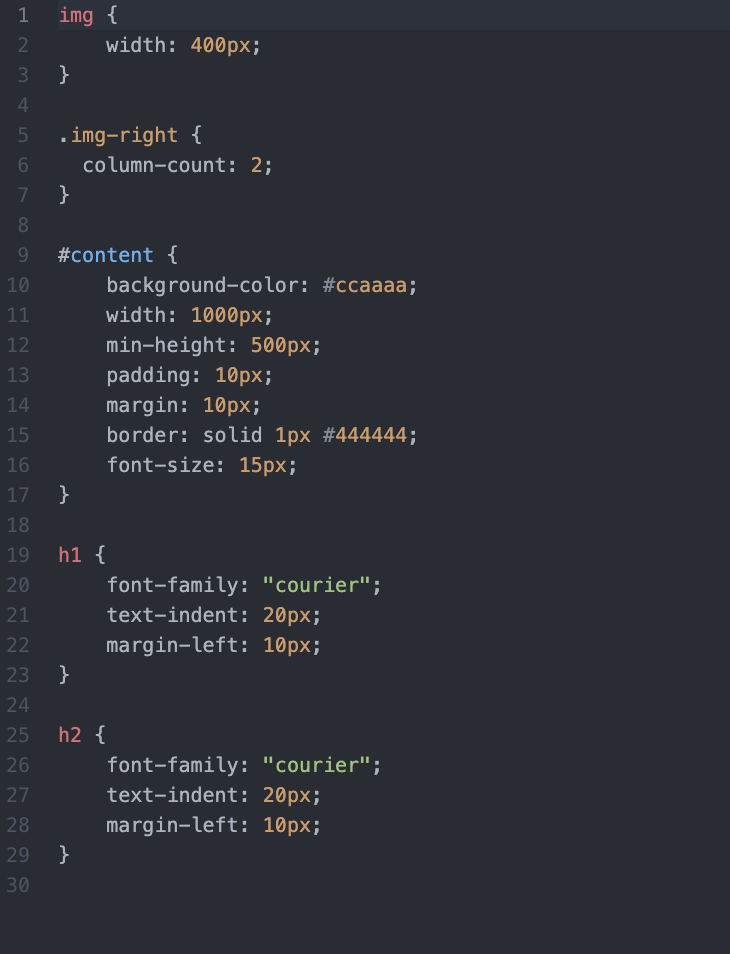 1 img {
2     width: 400px;
3 }
4
5 .img-right {
6   column-count: 2;
7 }
8
9 #content {
10     background-color: #ccaaaa;
11     width: 1000px;
12     min-height: 500px;
13     padding: 10px;
14     margin: 10px;
15     border: solid 1px #444444;
16     font-size: 15px;
17 }
18
19 h1 {
20     font-family: "courier";
21     text-indent: 20px;
22     margin-left: 10px;
23 }
24
25 h2 {
26     font-family: "courier";
27     text-indent: 20px;
28     margin-left: 10px;
29 }
30